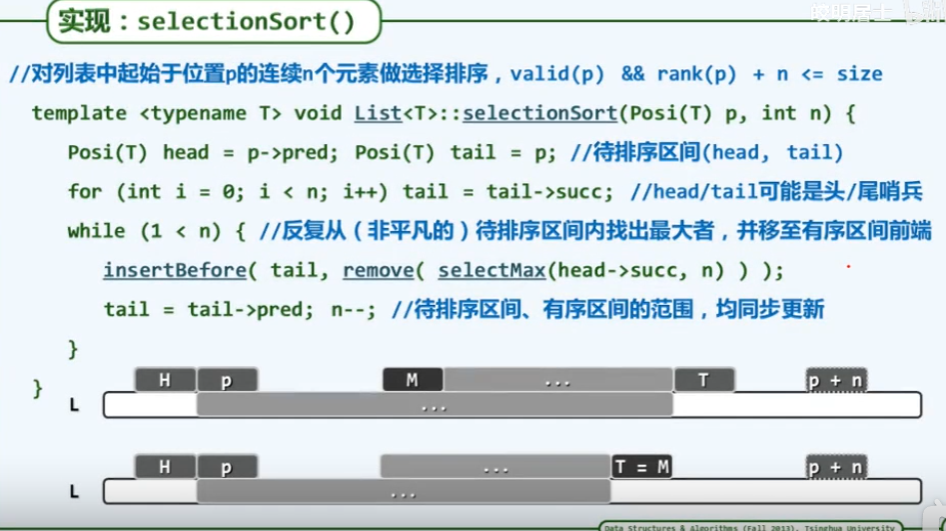 晓明居士
实现：selectionSort()
//对列表中起始于位置p的连续n个元素做选择排序，valid(p) && rank(p) + n <= size
template <typename T> void List<T>::selectionSort(Posi(T) p, int n) {
Posi(T) head = p->pred; Posi(T) tail = p; //待排序区间(head, tail)
for (int i = 0; i < n; i++) tail = tail->succ; //head/tail可能是头/尾哨兵
while (1 < n) { //反复从（非平凡的）待排序区间内找出最大者，并移至有序区间前端
insertBefore( tail, remove( selectMax(head->succ, n) ) );
tail = tail->pred; n--; //待排序区间、有序区间的范围，均同步更新
}
}
H p M ... T p + n
L ...
H p ... T = M p + n
L ...
Data Structures & Algorithms (Fall 2013), Tsinghua University